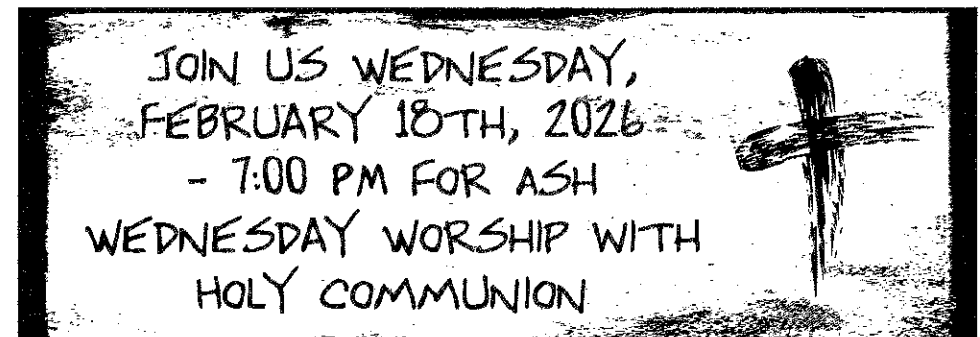 JOIN US WEDNESDAY,
FEBRUARY 18TH, 2026
- 7:00 PM FOR ASH
WEDNESDAY WORSHIP WITH
HOLY COMMUNION